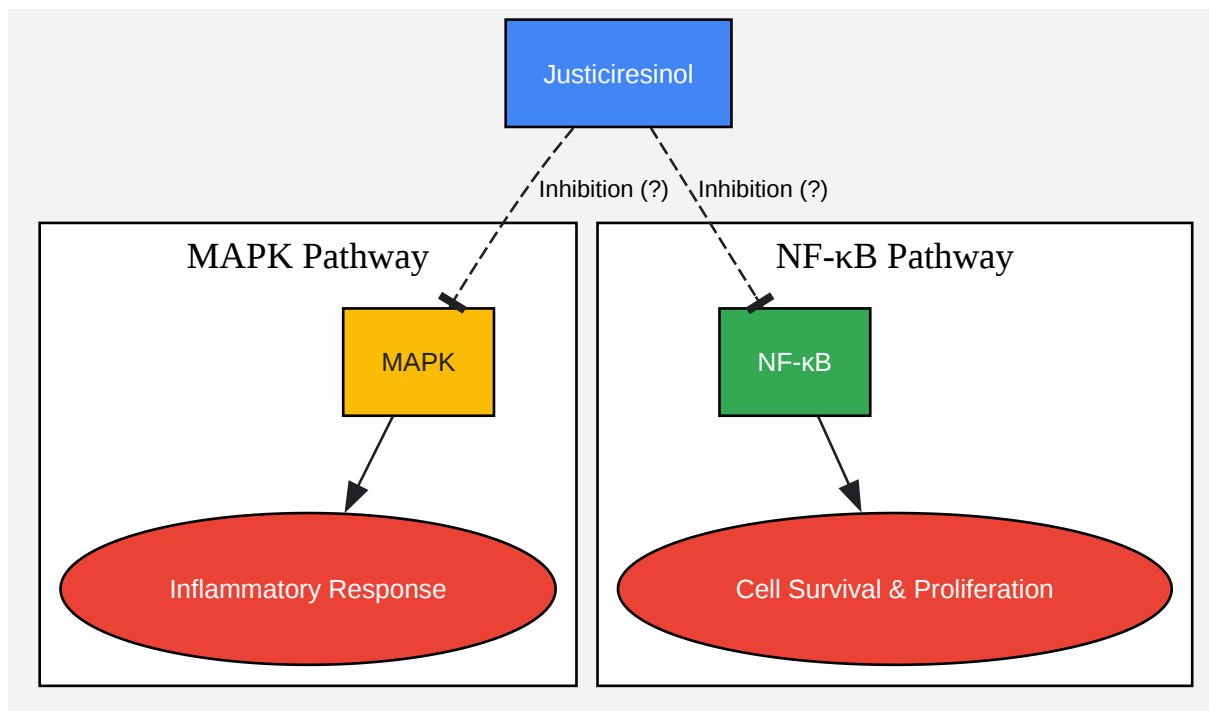 Justiciresinol
Inhibition (?)
Inhibition (?)
MAPK Pathway
NF-κB Pathway
MAPK
NF-κB
Inflammatory Response
Cell Survival & Proliferation